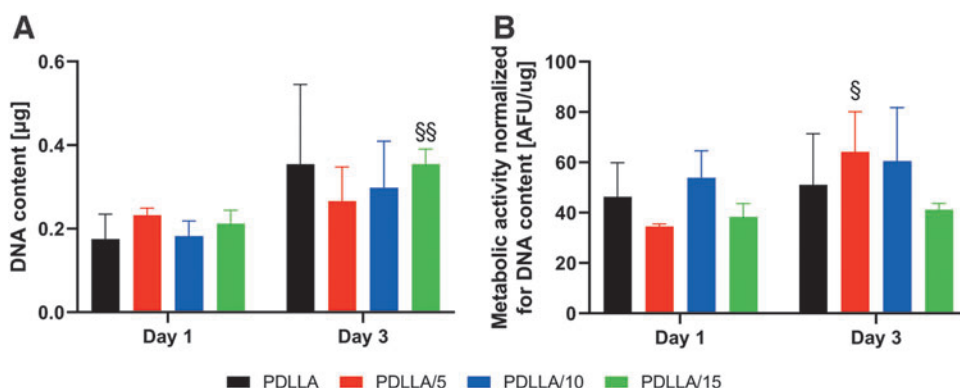 A
DNA content [µg]
0.6
0.4
0.2
0.0
§§
Day 1 Day 3
B
Metabolic activity normalized
for DNA content [AFU/ug]
100
80
60
40
20
0
§
Day 1 Day 3
PDLLA PDLLA/5 PDLLA/10 PDLLA/15